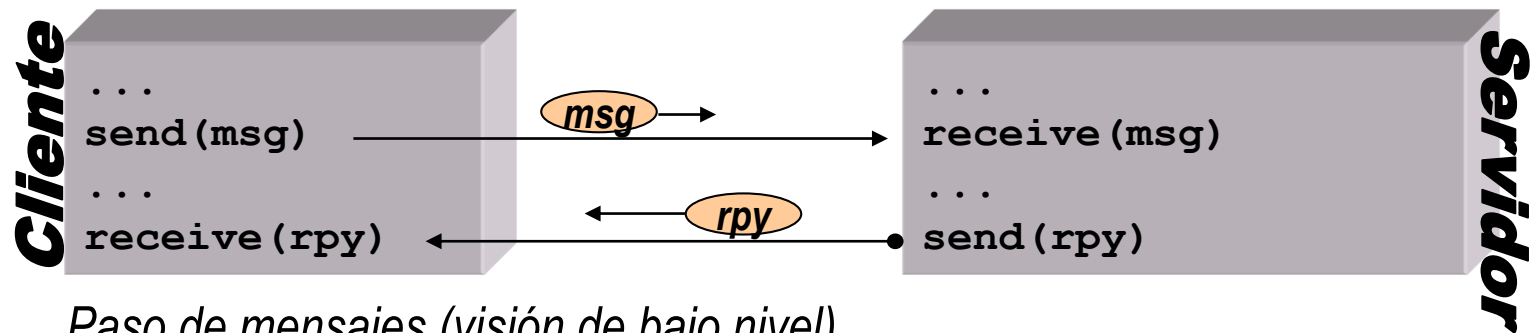 Cliente
...
send(msg)
...
receive(rpy)
msg
rpy
...
receive(msg)
...
send(rpy)
Servidor
Paso de mensajes (visión de bajo nivel)